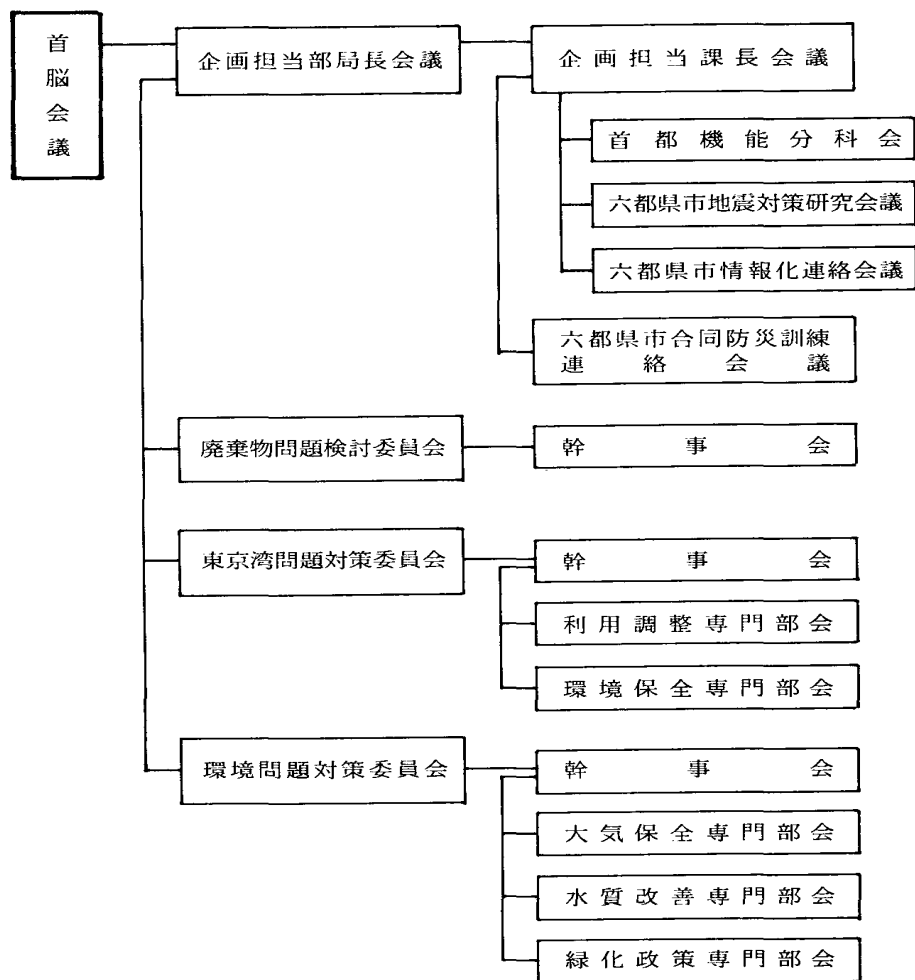 首脳会議
企画担当部局長会議
企画担当課長会議
首都機能分科会
六都県市地震対策研究会議
六都県市情報化連絡会議
六都県市合同防災訓練
連絡会議
廃棄物問題検討委員会
幹事会
東京湾問題対策委員会
幹事会
利用調整専門部会
環境保全専門部会
環境問題対策委員会
幹事会
大気保全専門部会
水質改善専門部会
緑化政策専門部会